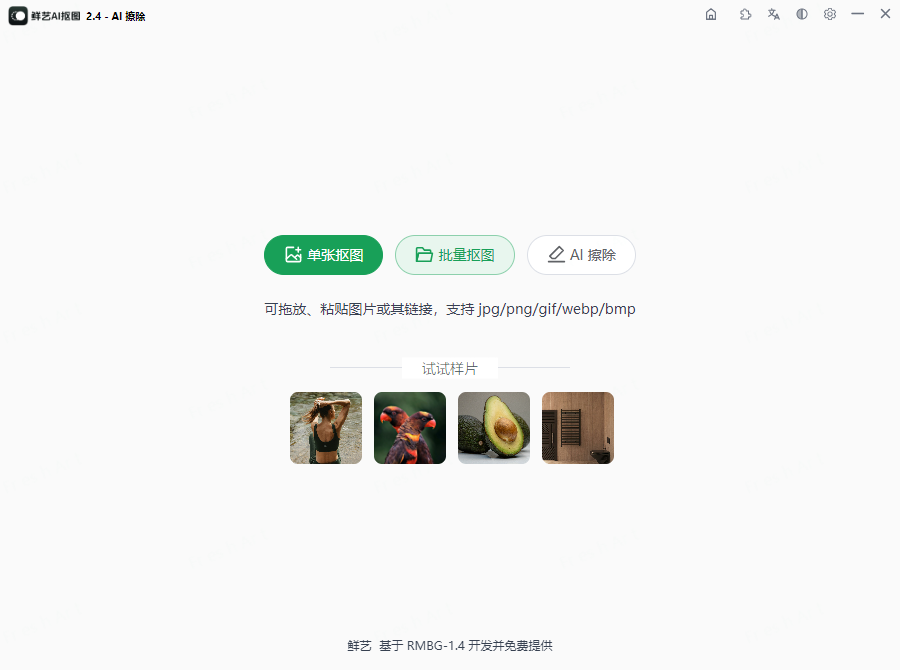 鲜艺AI抠图 2.4 - AI 擦除
单张抠图 批量抠图 AI 擦除
可拖放、粘贴图片或其链接，支持 jpg/png/gif/webp/bmp
试试样片
鲜艺 基于 RMBG-1.4 开发并免费提供